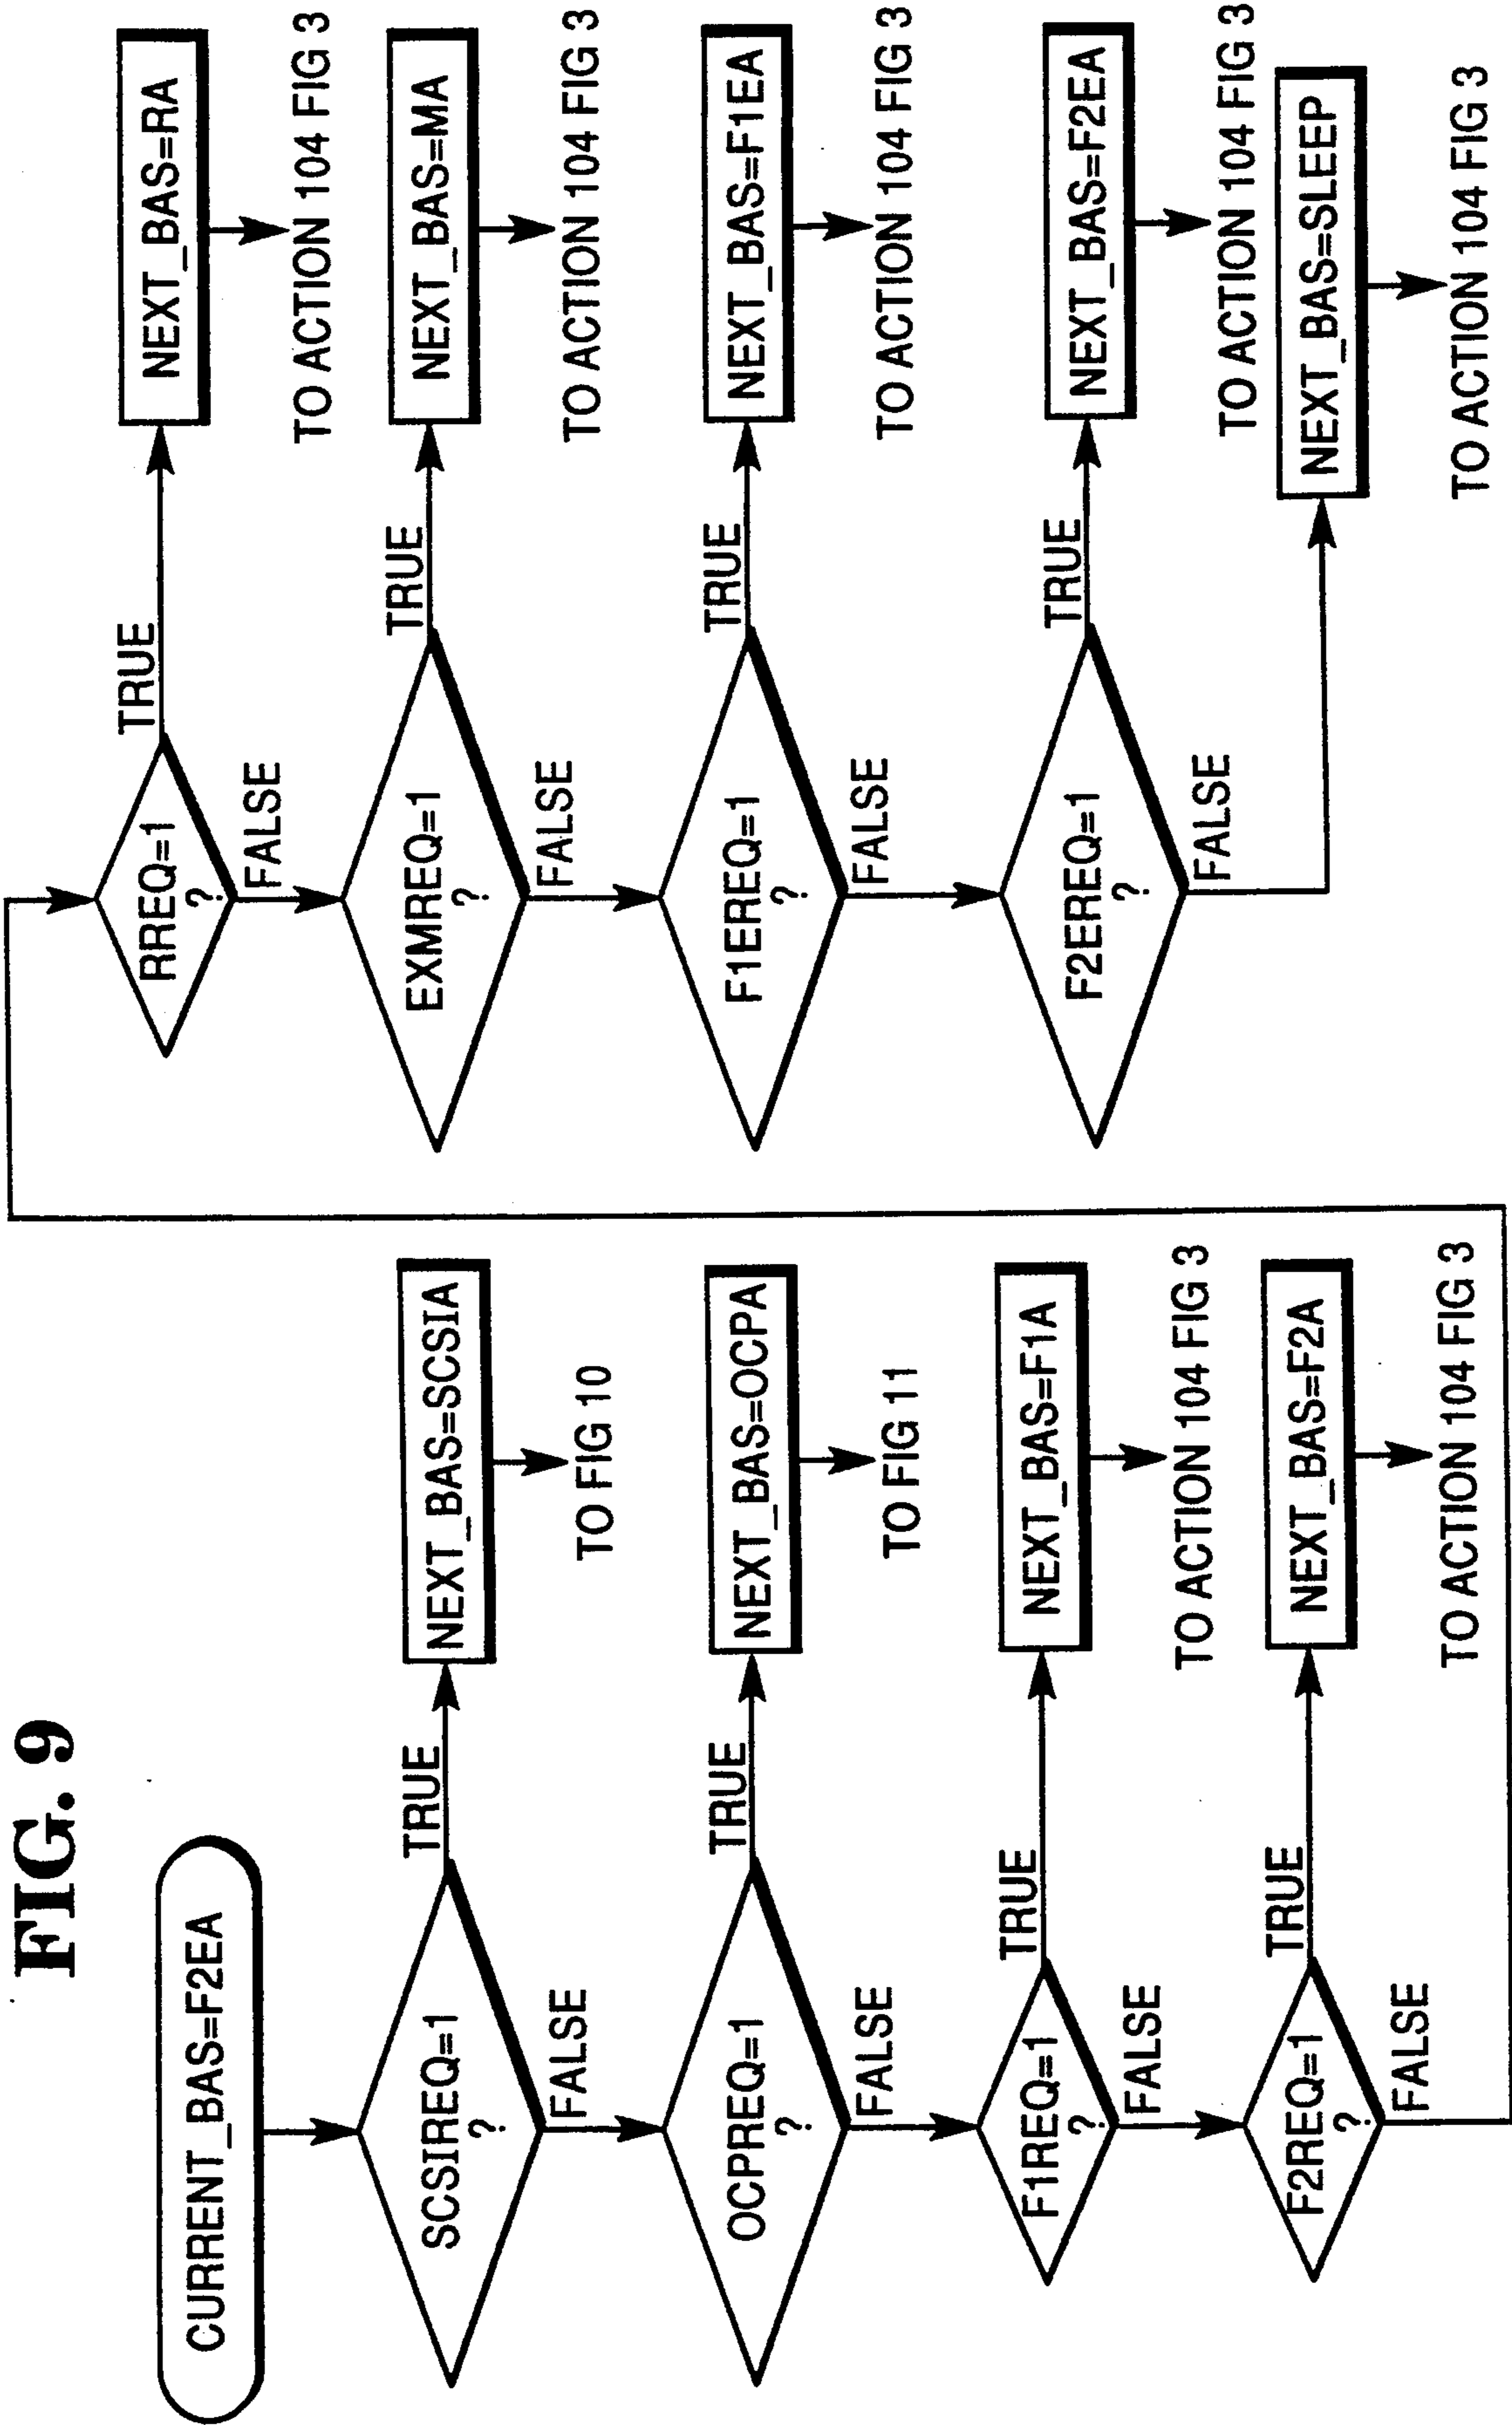 FIG. 9
CURRENT_BAS=F2EA
SCSIREQ=1
?
TRUE
NEXT_BAS=SCSIA
TO FIG 10
FALSE
OCPREQ=1
?
TRUE
NEXT_BAS=OCPA
TO FIG 11
FALSE
F1REQ=1
?
TRUE
NEXT_BAS=F1A
TO ACTION 104 FIG 3
FALSE
F2REQ=1
?
TRUE
NEXT_BAS=F2A
TO ACTION 104 FIG 3
FALSE
RREQ=1
?
TRUE
NEXT_BAS=RA
TO ACTION 104 FIG 3
FALSE
EXMREQ=1
?
TRUE
NEXT_BAS=MA
TO ACTION 104 FIG 3
FALSE
F1EREQ=1
?
TRUE
NEXT_BAS=F1EA
TO ACTION 104 FIG 3
FALSE
F2EREQ=1
?
TRUE
NEXT_BAS=F2EA
TO ACTION 104 FIG 3
FALSE
NEXT_BAS=SLEEP
TO ACTION 104 FIG 3